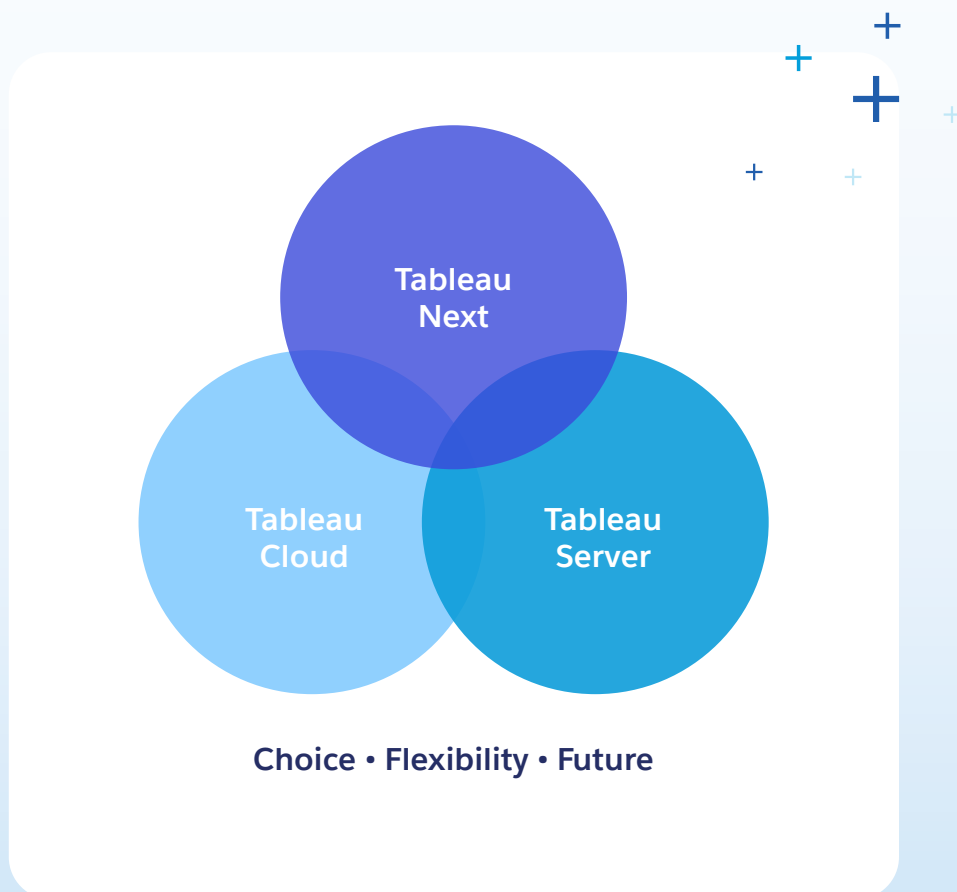 Tableau
Next
Tableau
Cloud
Tableau
Server
Choice • Flexibility • Future